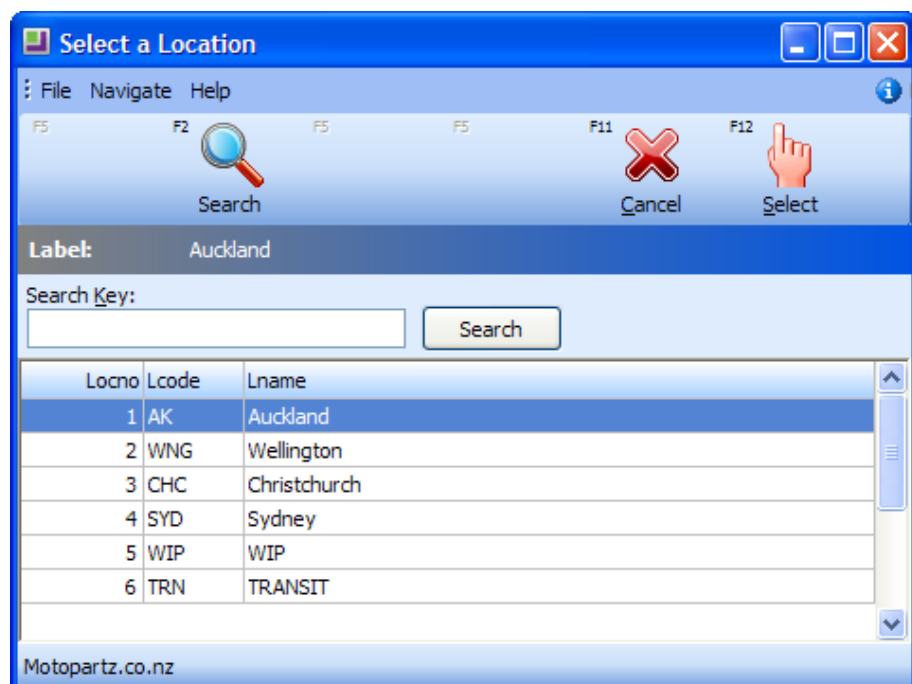 Select a Location
File Navigate Help
F5 F2 F5 F5 F11 F12
Search Cancel Select
Label: Auckland
Search Key:
Search
Locno Lcode Lname
1 AK Auckland
2 WNG Wellington
3 CHC Christchurch
4 SYD Sydney
5 WIP WIP
6 TRN TRANSIT
Motopartz.co.nz